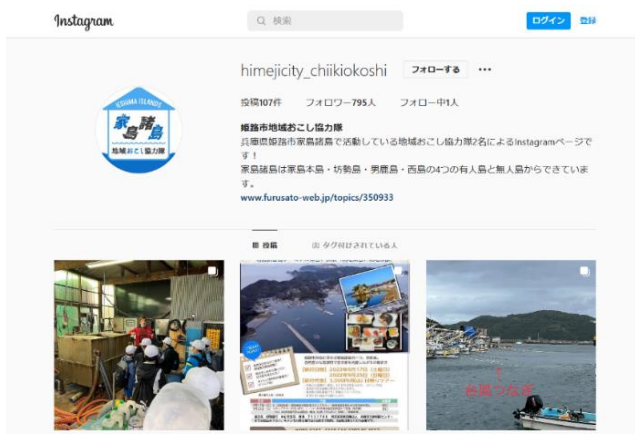 Instagram
検索
ログイン 登録
himejicity_chiikiokoshi フォローする
投稿107件 フォロワー795人 フォロー中1人
IESHIMA ISLANDS
家島諸島
地域おこし協力隊
姫路市地域おこし協力隊
兵庫県姫路市家島諸島で活動している地域おこし協力隊2名によるInstagramページで
す!
家島諸島は家島本島・坊勢島・男鹿島・西島の4つの有人島と無人島からできていま
す。
www.furusato-web.jp/topics/350933
投稿 タグ付けされている人
台風つなぎ